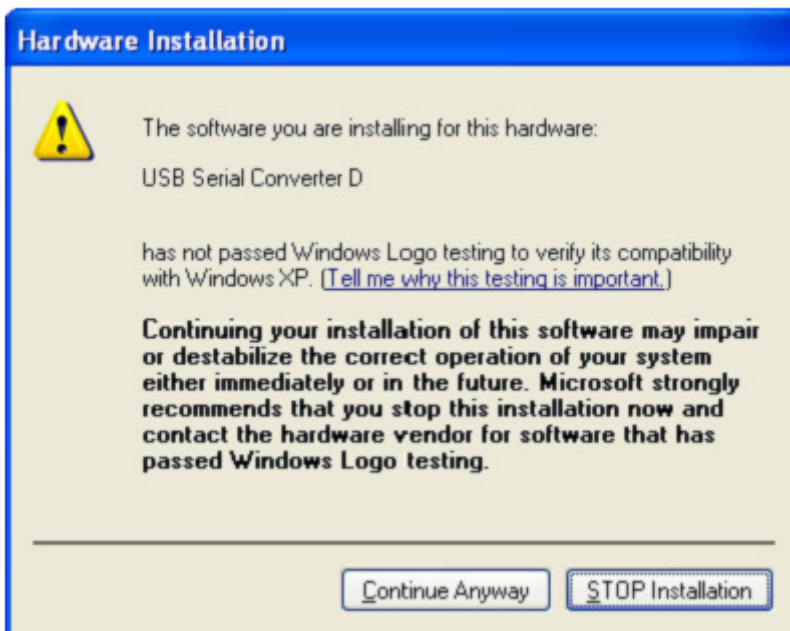 Hardware Installation
The software you are installing for this hardware:
USB Serial Converter D
has not passed Windows Logo testing to verify its compatibility
with Windows XP. (Tell me why this testing is important.)
Continuing your installation of this software may impair
or destabilize the correct operation of your system
either immediately or in the future. Microsoft strongly
recommends that you stop this installation now and
contact the hardware vendor for software that has
passed Windows Logo testing.
Continue Anyway
STOP Installation